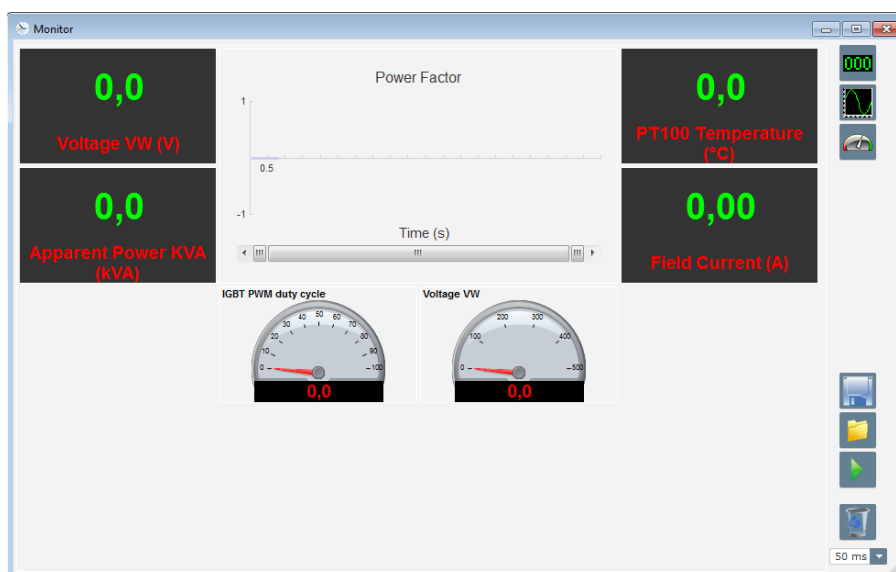 Monitor
0,0
Voltage VW (V)
0,0
Apparent Power KVA
(kVA)
Power Factor
1
0.5
-1
Time (s)
0,0
PT100 Temperature
(°C)
0,00
Field Current (A)
000
IGBT PWM duty cycle
0
10
20
30
40
50
60
70
80
90
100
0,0
Voltage VW
0
100
200
300
400
500
0,0
50 ms